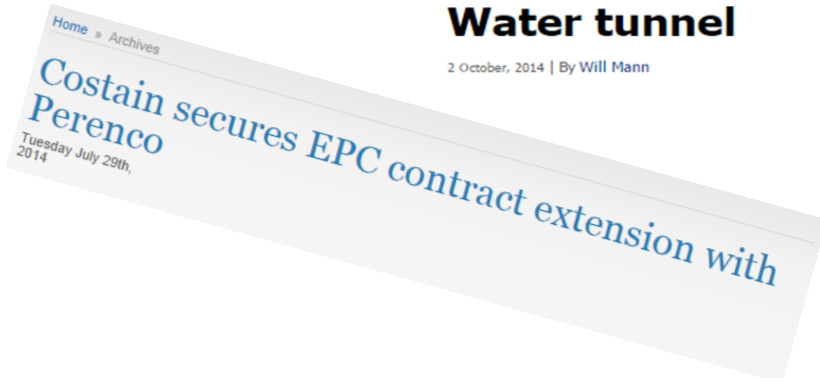 Water tunnel
2 October, 2014 | By Will Mann
Home » Archives
Costain secures EPC contract extension with
Perenco
Tuesday July 29th,
2014